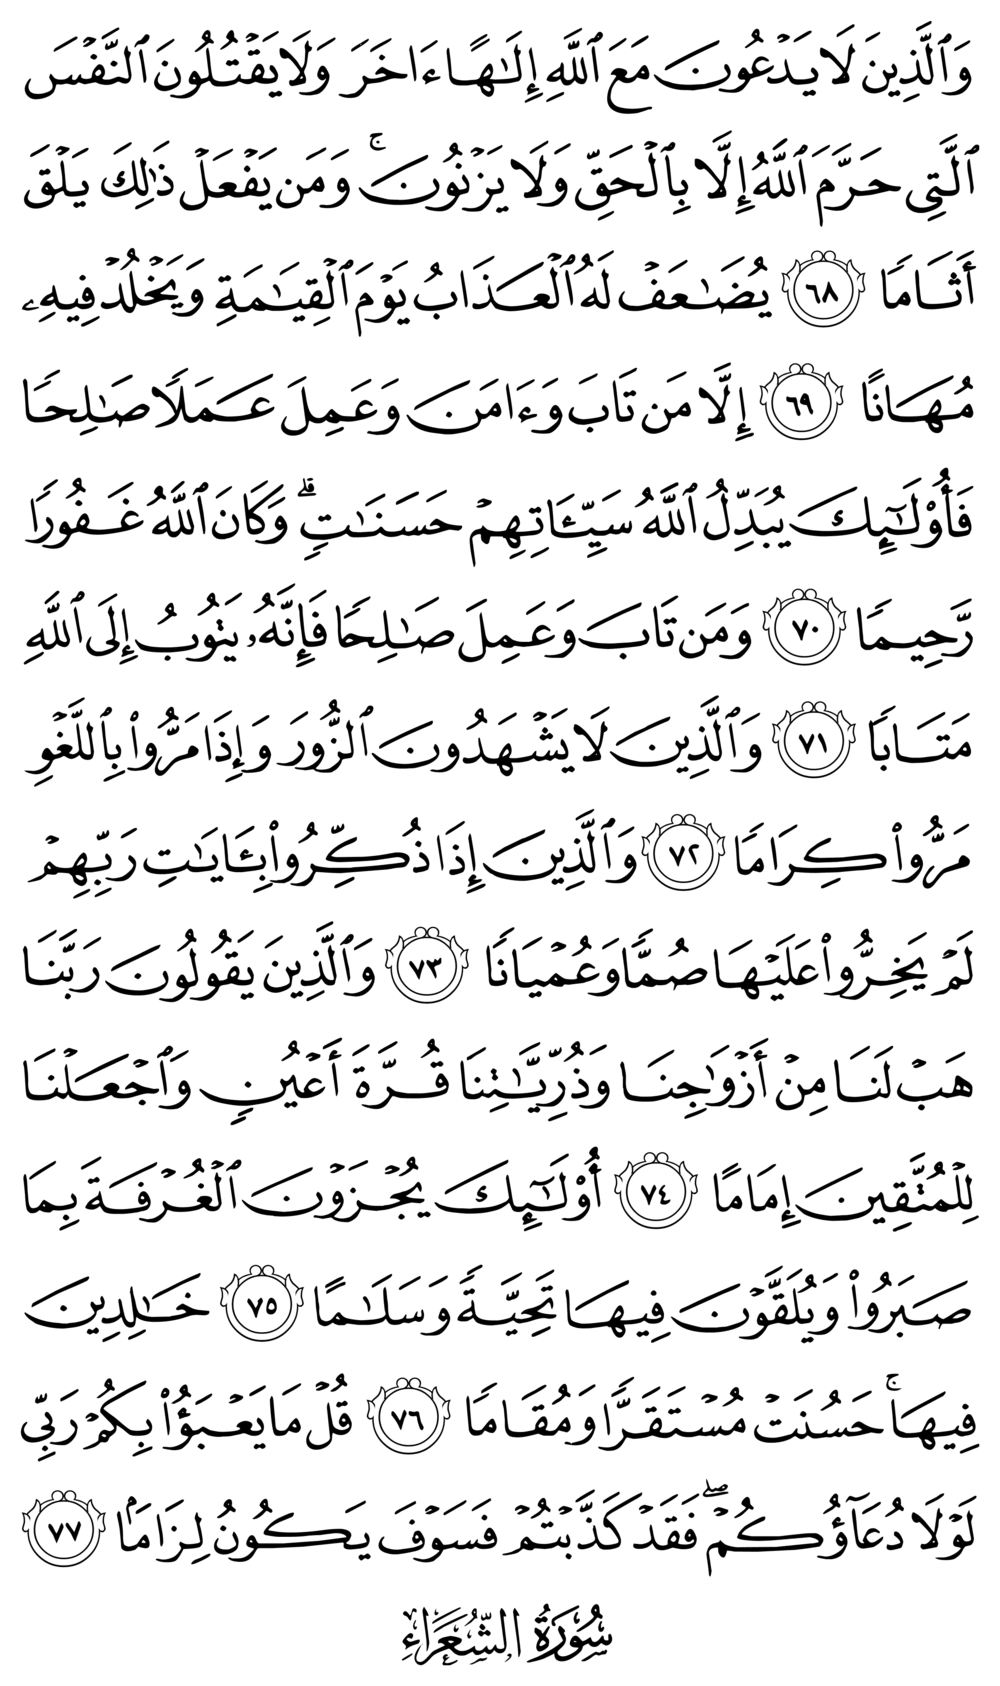 وَٱلَّذِينَ لَا يَدۡعُونَ مَعَ ٱللَّهِ إِلَٰهًا ءَاخَرَ وَلَا يَقۡتُلُونَ ٱلنَّفۡسَ
ٱلَّتِي حَرَّمَ ٱللَّهُ إِلَّا بِٱلۡحَقِّ وَلَا يَزۡنُونَۚ وَمَن يَفۡعَلۡ ذَٰلِكَ يَلۡقَ
أَثَامٗا ٦٨ يُضَٰعَفۡ لَهُ ٱلۡعَذَابُ يَوۡمَ ٱلۡقِيَٰمَةِ وَيَخۡلُدۡ فِيهِۦ
مُهَانًا ٦٩ إِلَّا مَن تَابَ وَءَامَنَ وَعَمِلَ عَمَلٗا صَٰلِحٗا
فَأُوْلَٰٓئِكَ يُبَدِّلُ ٱللَّهُ سَيِّـَٔاتِهِمۡ حَسَنَٰتٖۗ وَكَانَ ٱللَّهُ غَفُورٗا
رَّحِيمٗا ٧٠ وَمَن تَابَ وَعَمِلَ صَٰلِحٗا فَإِنَّهُۥ يَتُوبُ إِلَى ٱللَّهِ
مَتَابٗا ٧١ وَٱلَّذِينَ لَا يَشۡهَدُونَ ٱلزُّورَ وَإِذَا مَرُّواْ بِٱللَّغۡوِ
مَرُّواْ كِرَامٗا ٧٢ وَٱلَّذِينَ إِذَا ذُكِّرُواْ بِـَٔايَٰتِ رَبِّهِمۡ
لَمۡ يَخِرُّواْ عَلَيۡهَا صُمّٗا وَعُمۡيَانٗا ٧٣ وَٱلَّذِينَ يَقُولُونَ رَبَّنَا
هَبۡ لَنَا مِنۡ أَزۡوَٰجِنَا وَذُرِّيَّٰتِنَا قُرَّةَ أَعۡيُنٖ وَٱجۡعَلۡنَا
لِلۡمُتَّقِينَ إِمَامًا ٧٤ أُوْلَٰٓئِكَ يُجۡزَوۡنَ ٱلۡغُرۡفَةَ بِمَا
صَبَرُواْ وَيُلَقَّوۡنَ فِيهَا تَحِيَّةٗ وَسَلَٰمًا ٧٥ خَٰلِدِينَ
فِيهَاۚ حَسُنَتۡ مُسۡتَقَرّٗا وَمُقَامٗا ٧٦ قُلۡ مَا يَعۡبَؤُاْ بِكُمۡ رَبِّي
لَوۡلَا دُعَآؤُكُمۡۖ فَقَدۡ كَذَّبۡتُمۡ فَسَوۡفَ يَكُونُ لِزَامَۢا ٧٧
سُورَةُ الشُّعَرَاءِ